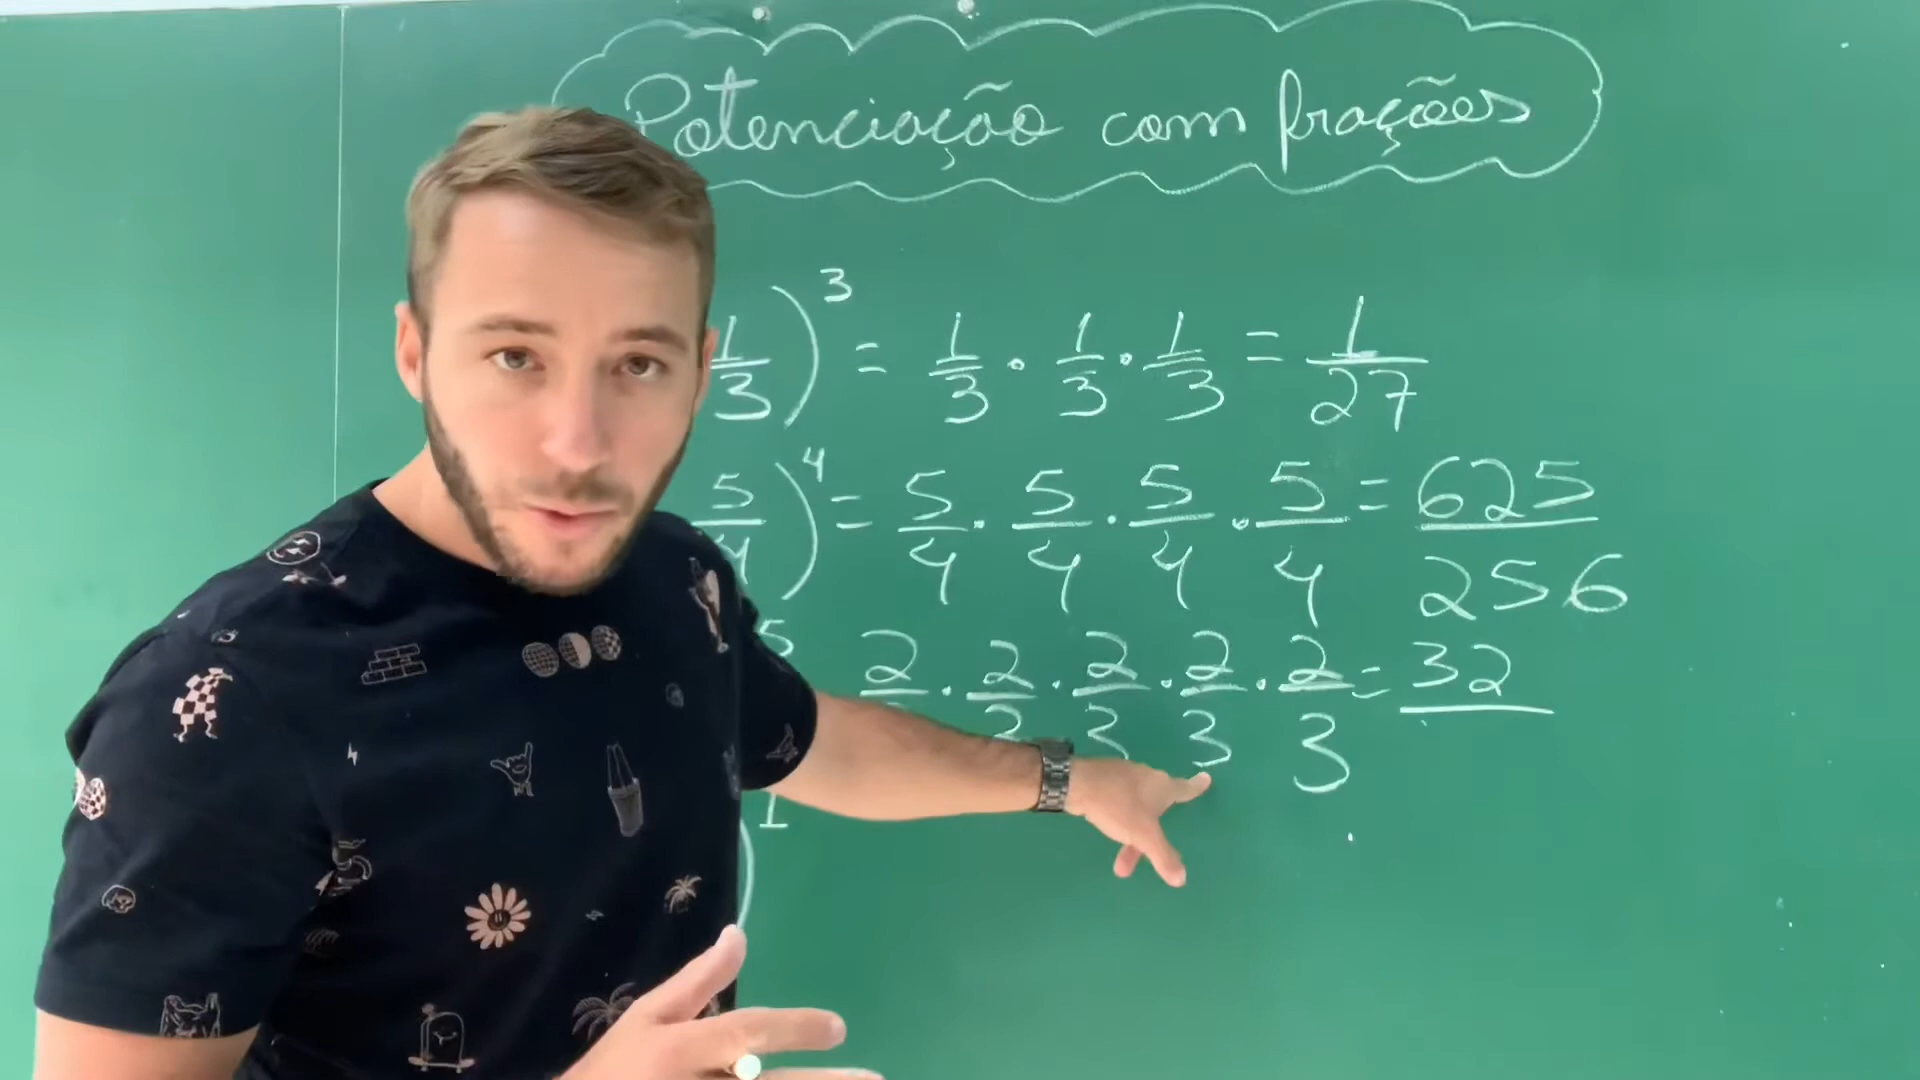 Potenciação com frações
1/3)³ = 1/3 · 1/3 · 1/3 = 1/27
5/4)⁴ = 5/4 · 5/4 · 5/4 · 5/4 = 625/256
5 2/3 · 2/3 · 2/3 · 2/3 · 2/3 = 32
1